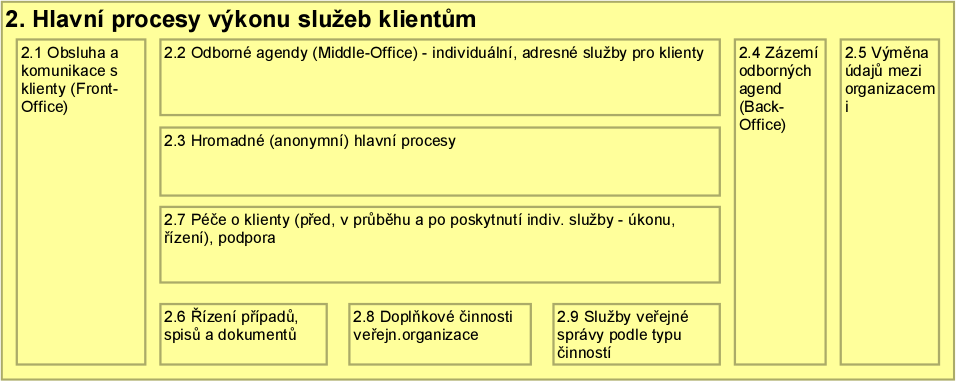 2. Hlavní procesy výkonu služeb klientům
2.1 Obsluha a
komunikace s
klienty (Front-
Office)
2.2 Odborné agendy (Middle-Office) - individuální, adresné služby pro klienty
2.3 Hromadné (anonymní) hlavní procesy
2.7 Péče o klienty (před, v průběhu a po poskytnutí indiv. služby - úkonu,
řízení), podpora
2.6 Řízení případů,
spisů a dokumentů
2.8 Doplňkové činnosti
veřejn.organizace
2.9 Služby veřejné
správy podle typu
činností
2.4 Zázemí
odborných
agend
(Back-
Office)
2.5 Výměna
údajů mezi
organizacem
i